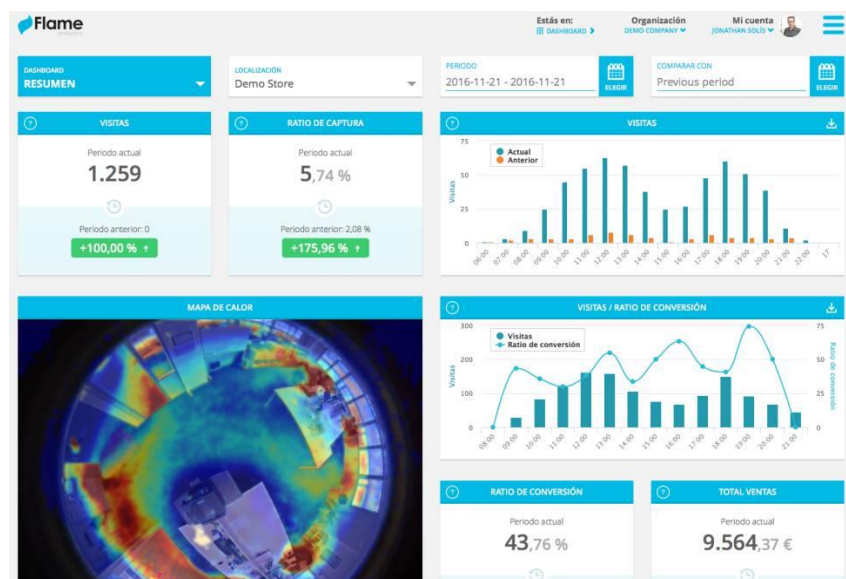 Flame
analytics
Estás en:
DASHBOARD
Organización
DEMO COMPANY
Mi cuenta
JONATHAN SOLÍS
DASHBOARD
RESUMEN
LOCALIZACIÓN
Demo Store
PERIODO
2016-11-21 - 2016-11-21
ELEGIR
COMPARAR CON
Previous period
ELEGIR
? VISITAS
Periodo actual
1.259
Periodo anterior: 0
+100,00 % ↑
? RATIO DE CAPTURA
Periodo actual
5,74 %
Periodo anterior: 2,08 %
+175,96 % ↑
? VISITAS
Actual
Anterior
Visitas
75
50
25
0
06:00 07:00 08:00 09:00 10:00 11:00 12:00 13:00 14:00 15:00 16:00 17:00 18:00 19:00 20:00 21:00 22:00 17
MAPA DE CALOR
? VISITAS / RATIO DE CONVERSIÓN
Visitas
Ratio de conversión
Visitas
300
200
100
0
75
50
25
0
Ratio de conversión
08:00 09:00 10:00 11:00 12:00 13:00 14:00 15:00 16:00 17:00 18:00 19:00 20:00 21:00
? RATIO DE CONVERSIÓN
Periodo actual
43,76 %
? TOTAL VENTAS
Periodo actual
9.564,37 €